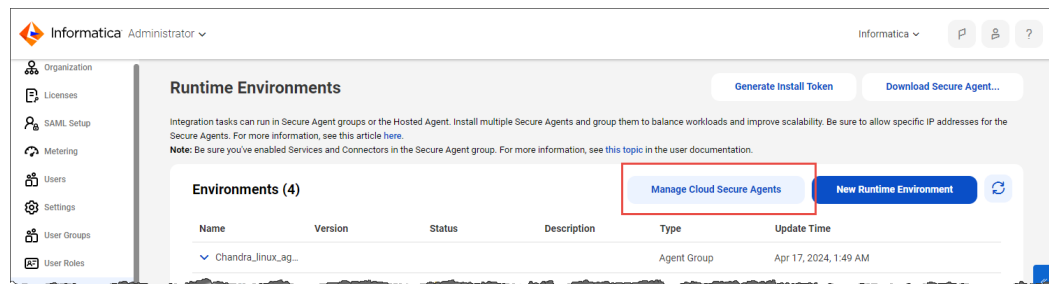 Informatica Administrator Informatica ?
Organization
Licenses
SAML Setup
Metering
Users
Settings
User Groups
User Roles
Runtime Environments
Generate Install Token
Download Secure Agent...
Integration tasks can run in Secure Agent groups or the Hosted Agent. Install multiple Secure Agents and group them to balance workloads and improve scalability. Be sure to allow specific IP addresses for the
Secure Agents. For more information, see this article here.
Note: Be sure you've enabled Services and Connectors in the Secure Agent group. For more information, see this topic in the user documentation.
Environments (4)
Manage Cloud Secure Agents
New Runtime Environment
Name Version Status Description Type Update Time
Chandra_linux_ag... Agent Group Apr 17, 2024, 1:49 AM